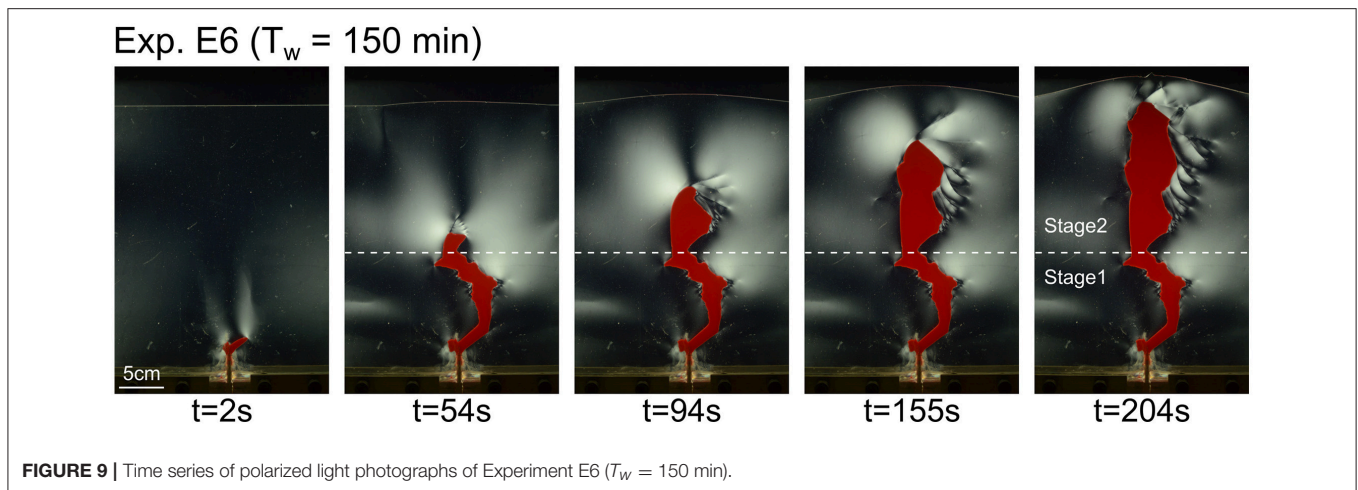 Exp. E6 (Tw = 150 min)
Stage2
Stage1
5cm
t=2s t=54s t=94s t=155s t=204s
FIGURE 9 | Time series of polarized light photographs of Experiment E6 (TW = 150 min).